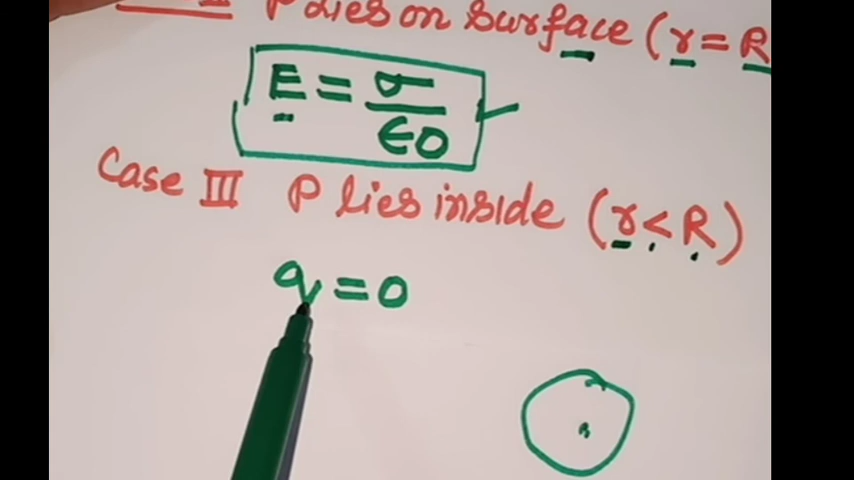 P lies on surface (r = R
E = σ/ϵ0
Case III P lies inside (r < R)
q = 0